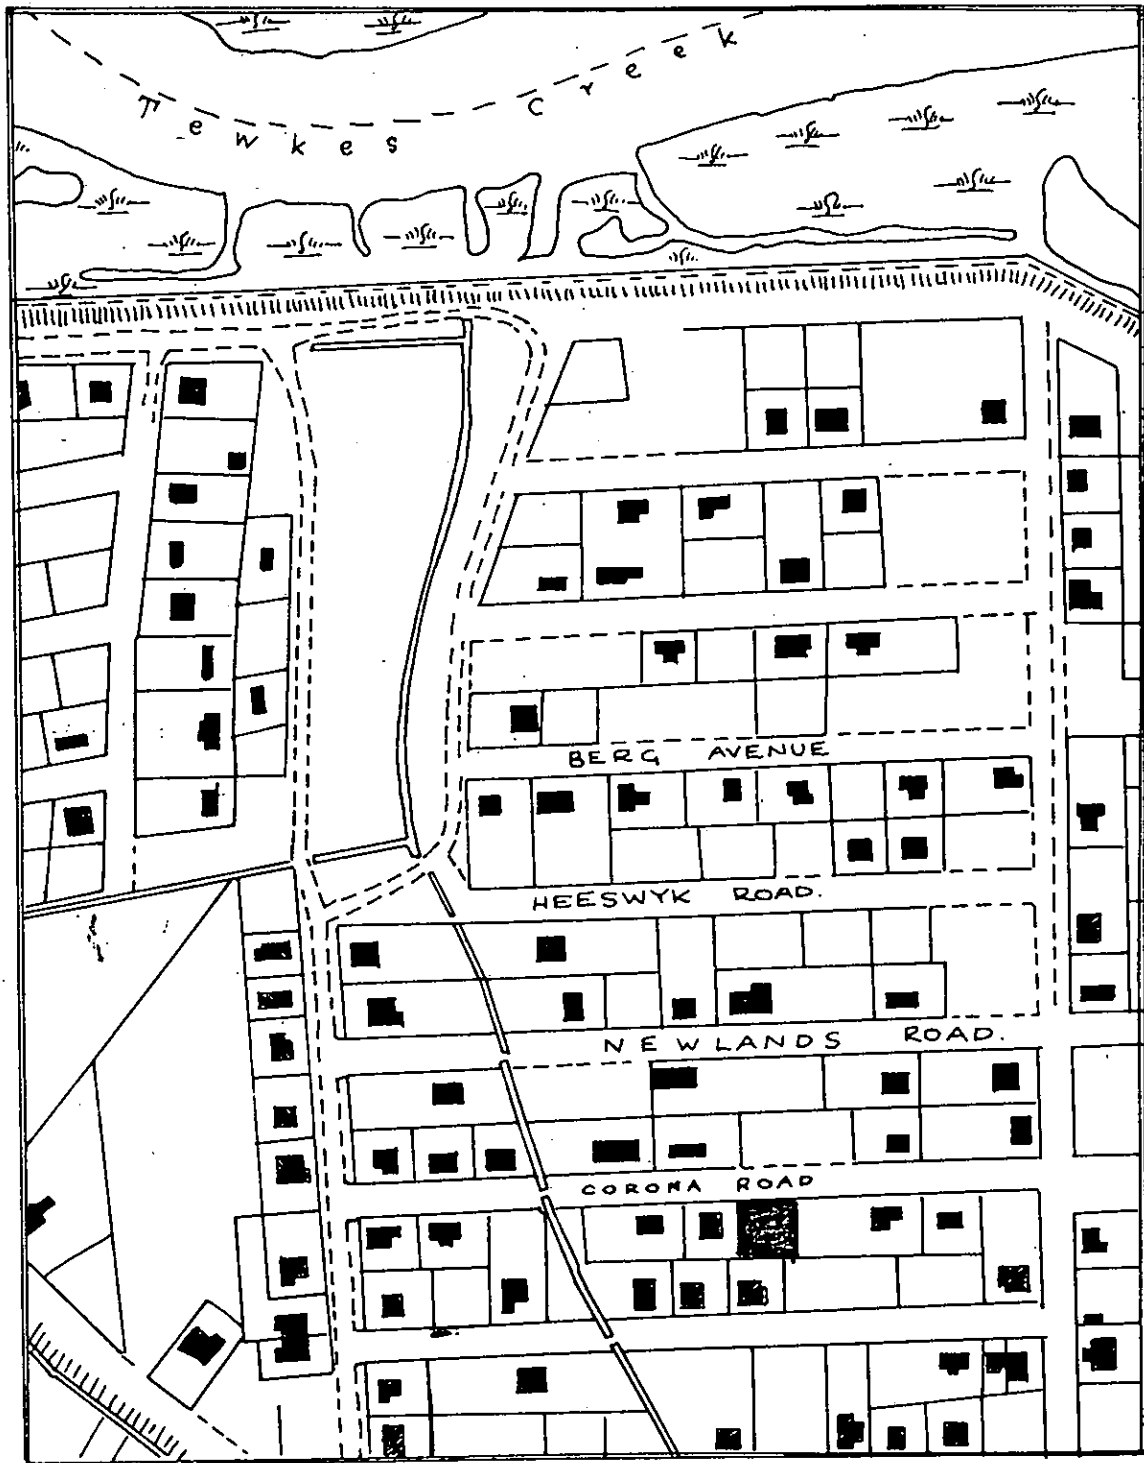 Tewkes Creek
BERG AVENUE
HEESWYK ROAD.
NEWLANDS ROAD.
CORONA ROAD